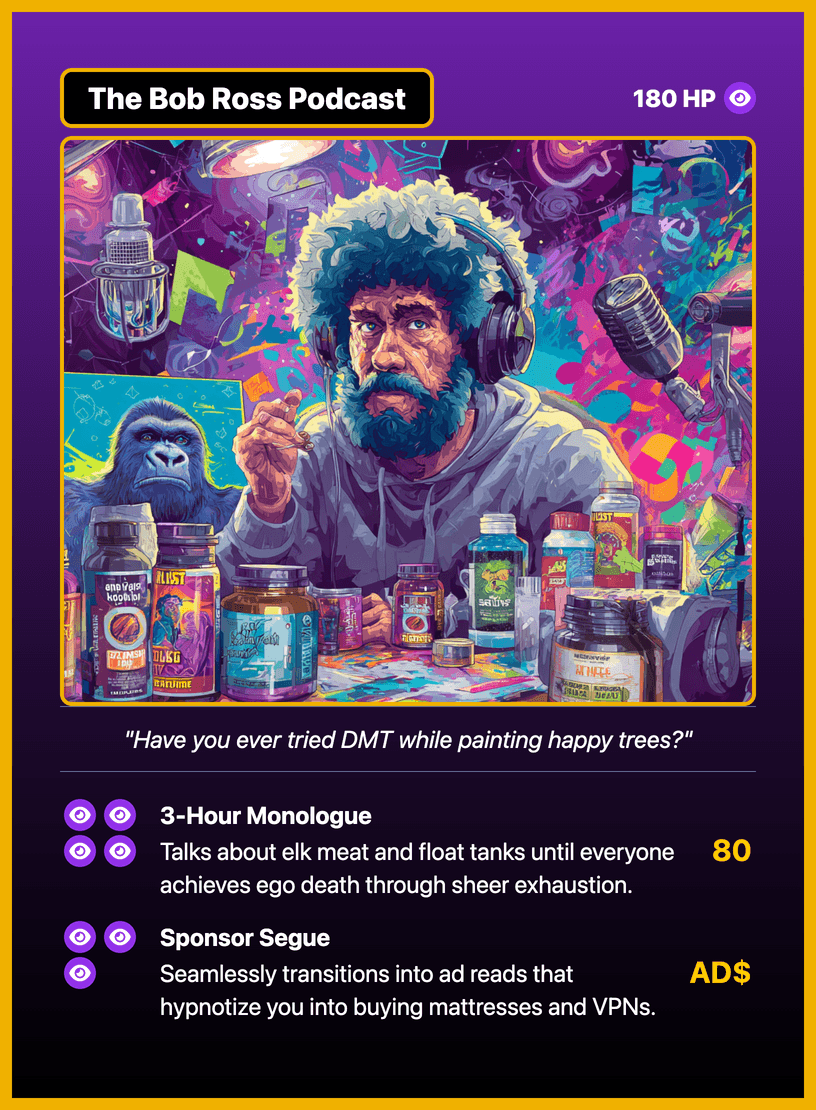 The Bob Ross Podcast
180 HP
"Have you ever tried DMT while painting happy trees?"
3-Hour Monologue
Talks about elk meat and float tanks until everyone
80
achieves ego death through sheer exhaustion.
Sponsor Segue
Seamlessly transitions into ad reads that
AD$
hypnotize you into buying mattresses and VPNs.